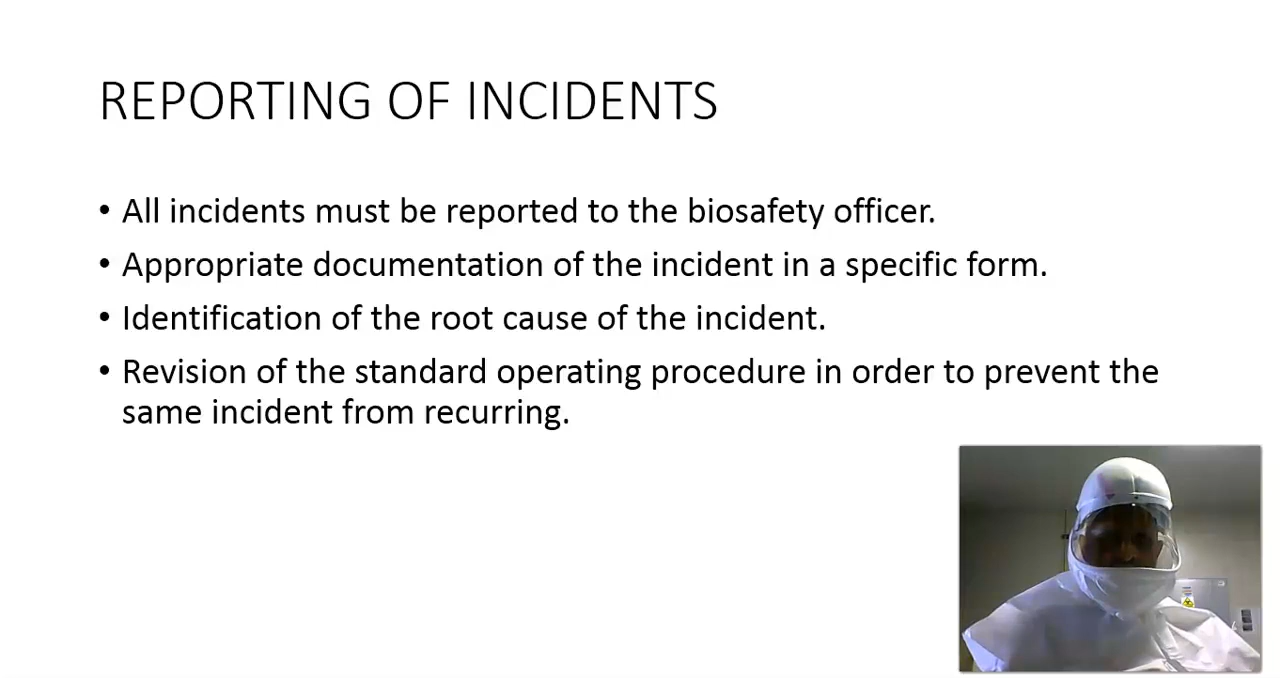 REPORTING OF INCIDENTS
• All incidents must be reported to the biosafety officer.
• Appropriate documentation of the incident in a specific form.
• Identification of the root cause of the incident.
• Revision of the standard operating procedure in order to prevent the
same incident from recurring.